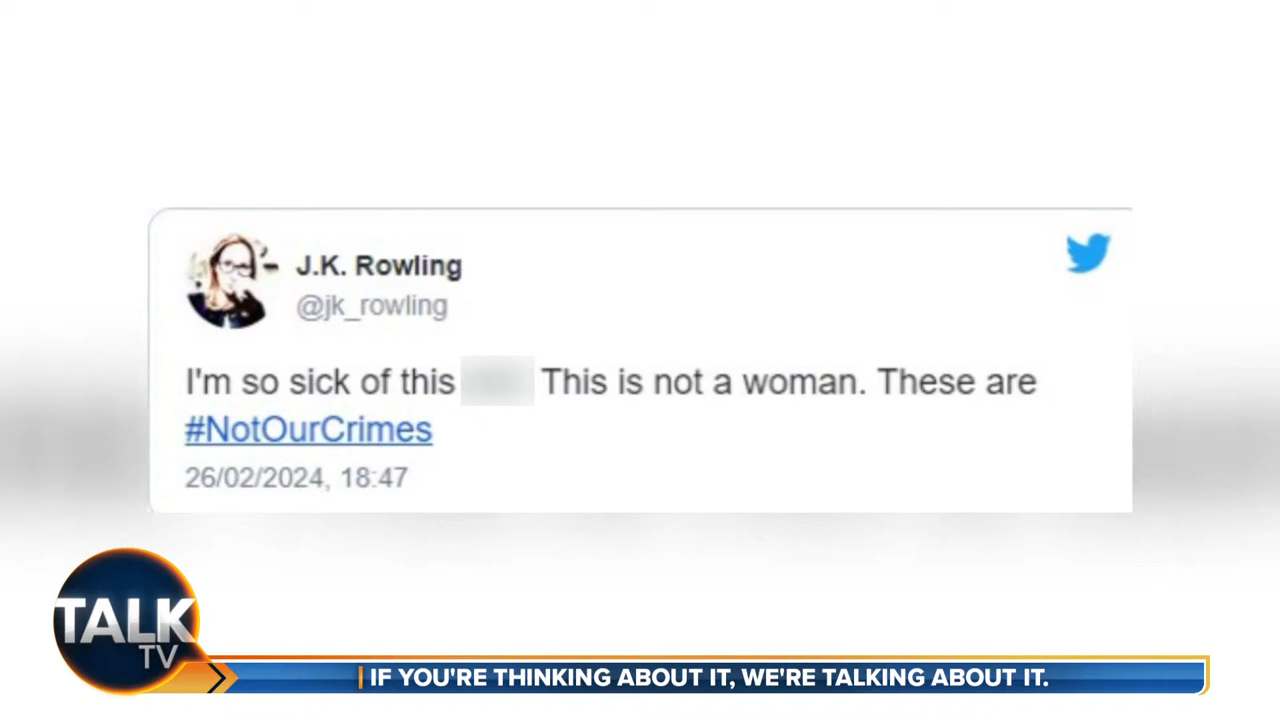 J.K. Rowling
@jk_rowling
I'm so sick of this This is not a woman. These are
#NotOurCrimes
26/02/2024, 18:47
TALK
TV
IF YOU'RE THINKING ABOUT IT, WE'RE TALKING ABOUT IT.